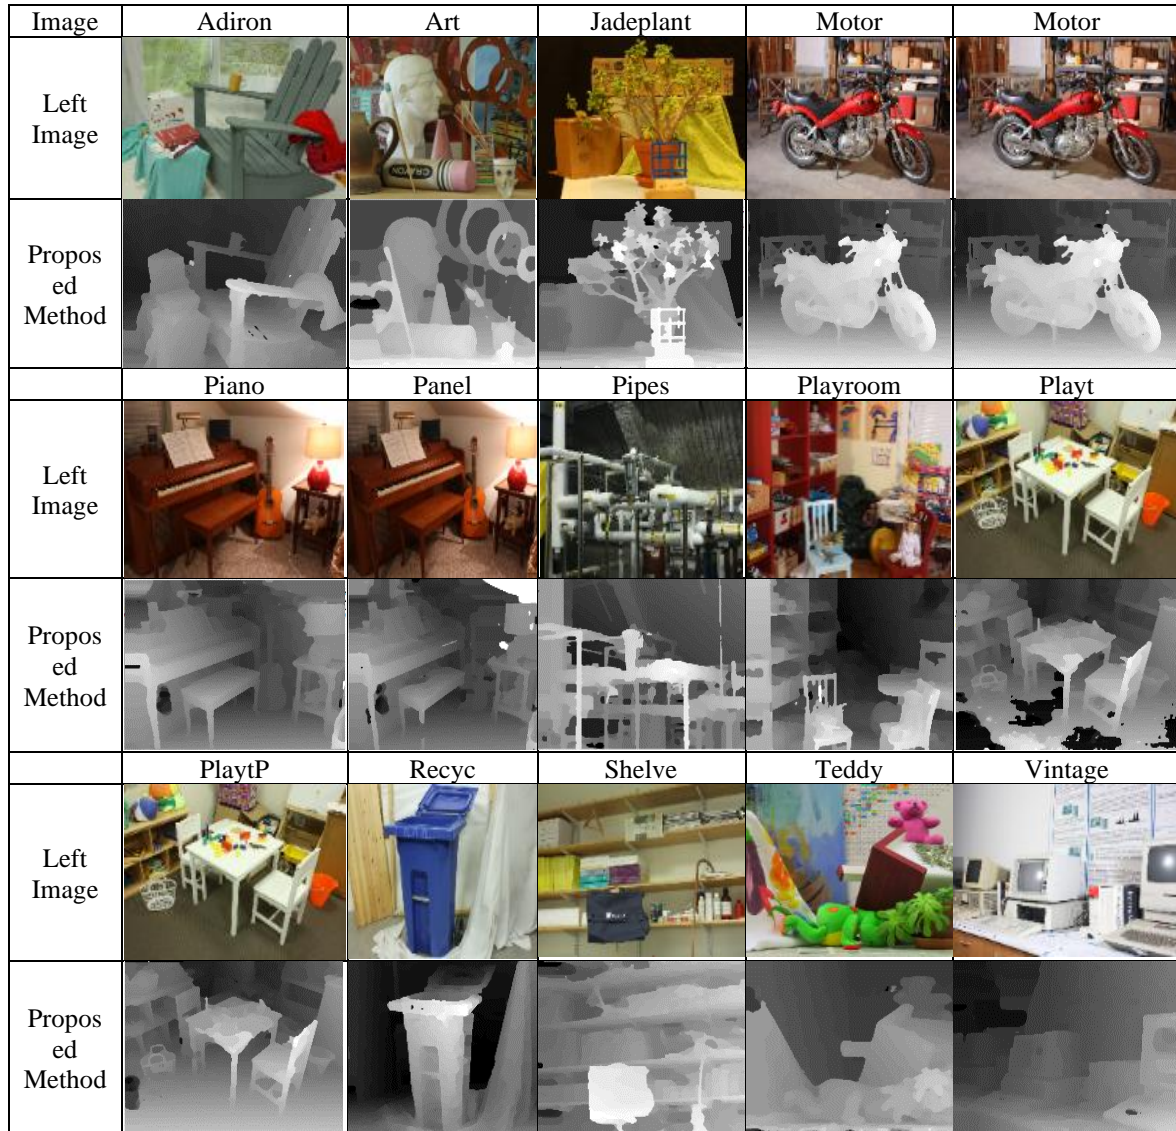 Image Adiron Art Jadeplant Motor Motor
Left
Image
CRAYON
Propos
ed
Method
Piano Panel Pipes Playroom Playt
Left
Image
Propos
ed
Method
PlaytP Recyc Shelve Teddy Vintage
Left
Image
Propos
ed
Method